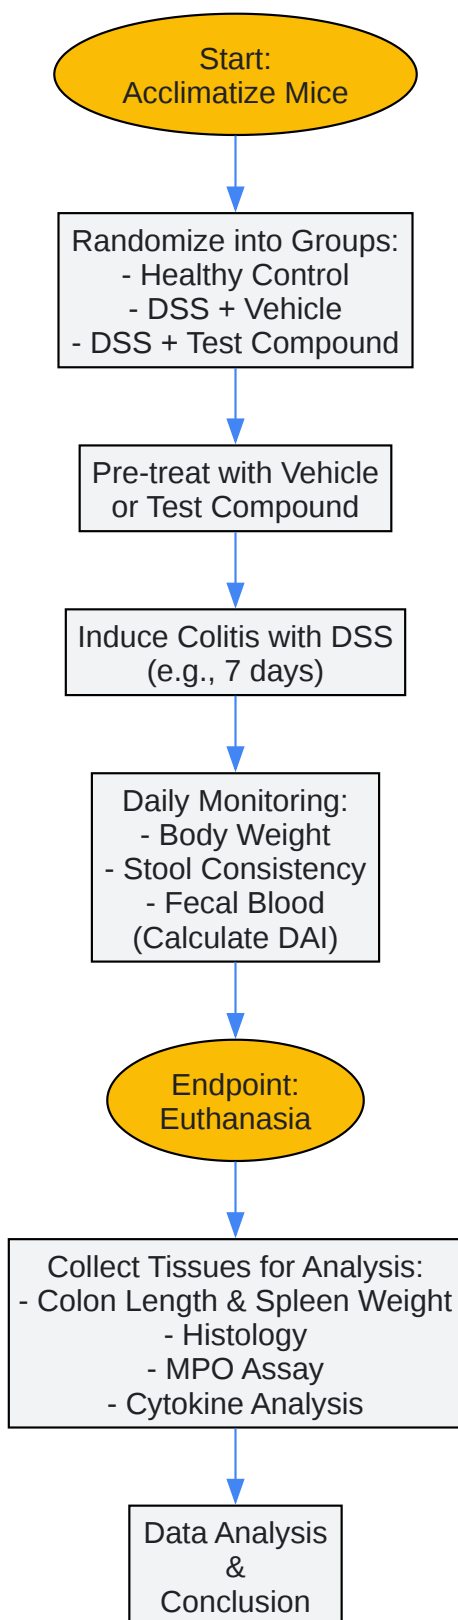 Start:
Acclimatize Mice
Randomize into Groups:
- Healthy Control
- DSS + Vehicle
- DSS + Test Compound
Pre-treat with Vehicle
or Test Compound
Induce Colitis with DSS
(e.g., 7 days)
Daily Monitoring:
- Body Weight
- Stool Consistency
- Fecal Blood
(Calculate DAI)
Endpoint:
Euthanasia
Collect Tissues for Analysis:
- Colon Length & Spleen Weight
- Histology
- MPO Assay
- Cytokine Analysis
Data Analysis
&
Conclusion